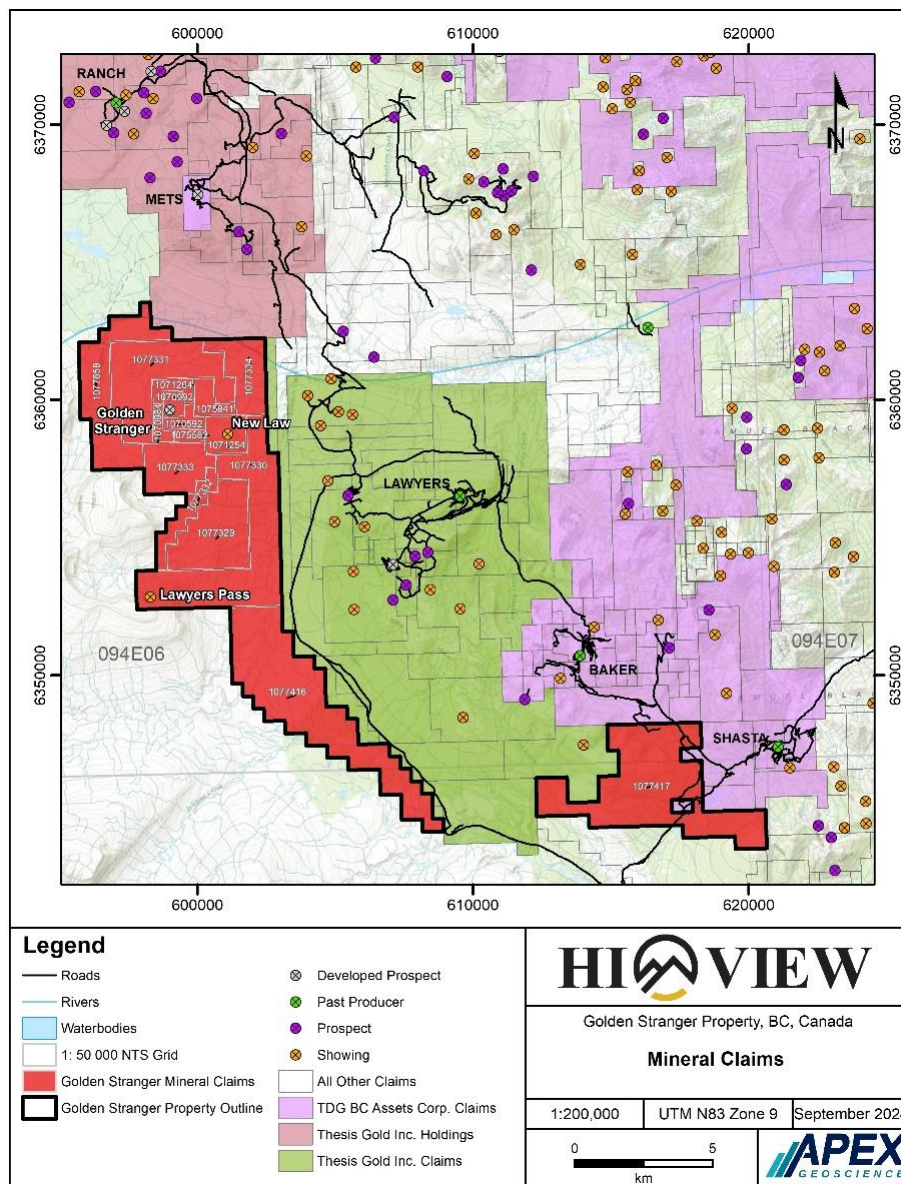 600000
610000
620000
RANCH
METS
6370000
6370000
N
1077658
1077331
1077334
1071264
1070992
1070984
1075841
Golden
Stranger
New Law
1071254
1077333
1077330
1077329
6360000
6360000
LAWYERS
Lawyers Pass
094E06
094E07
BAKER
6350000
6350000
1077416
SHASTA
1077417
600000
610000
620000
Legend
Roads
Rivers
Waterbodies
1: 50 000 NTS Grid
Golden Stranger Mineral Claims
Golden Stranger Property Outline
Developed Prospect
Past Producer
Prospect
Showing
All Other Claims
TDG BC Assets Corp. Claims
Thesis Gold Inc. Holdings
Thesis Gold Inc. Claims
HI VIEW
Golden Stranger Property, BC, Canada
Mineral Claims
1:200,000
UTM N83 Zone 9
September 202
0 5
km
APEX
GEOSCIENCE